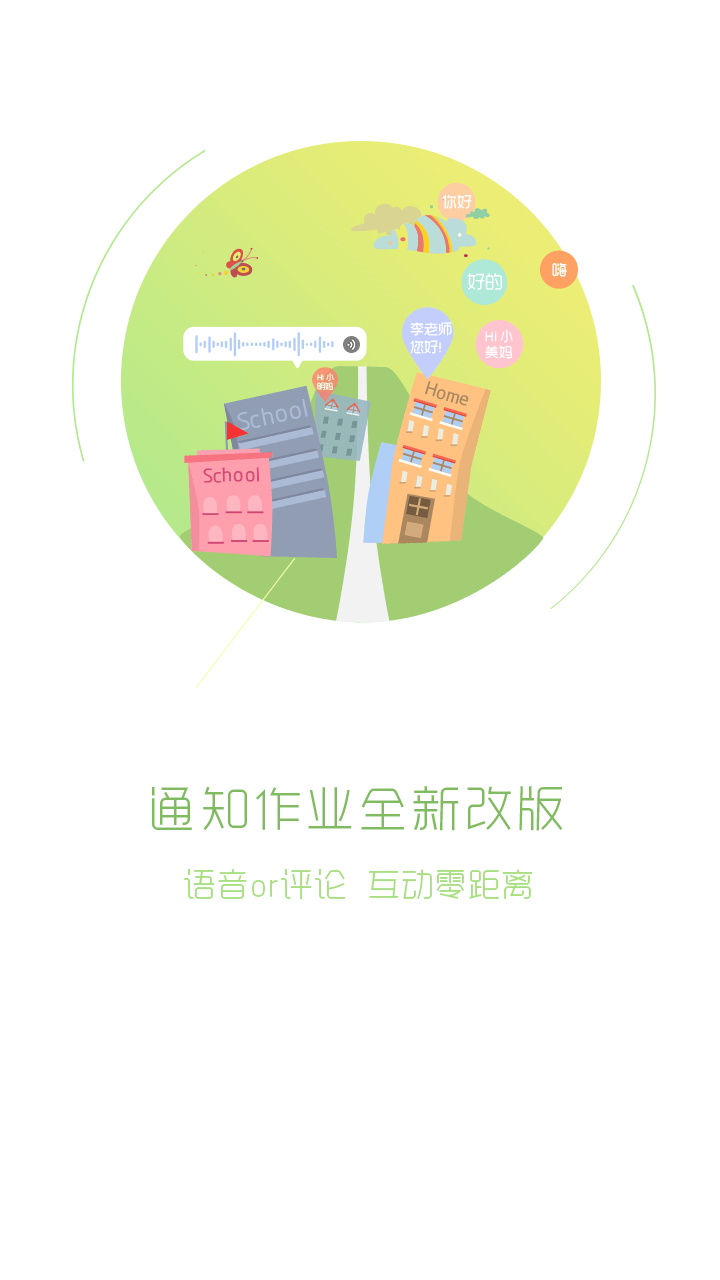 你好
好的
嗨
李老师
您好!
Hi 小
美妈
Hi 小
明妈
School
Home
School
通知作业全新改版
语音or评论 互动零距离